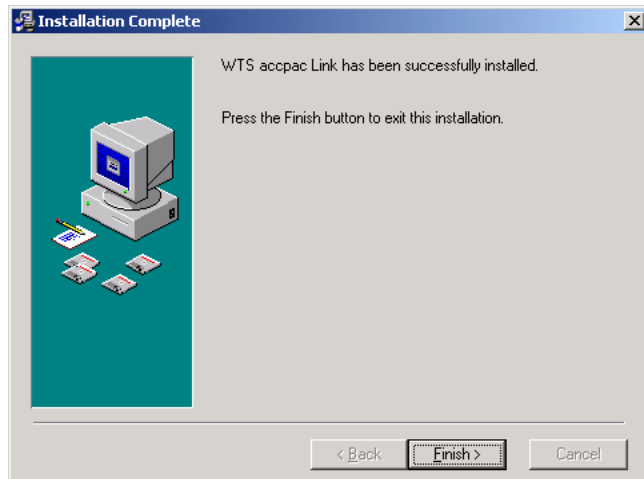 Installation Complete
WTS accpac Link has been successfully installed.
Press the Finish button to exit this installation.
< Back
Finish >
Cancel